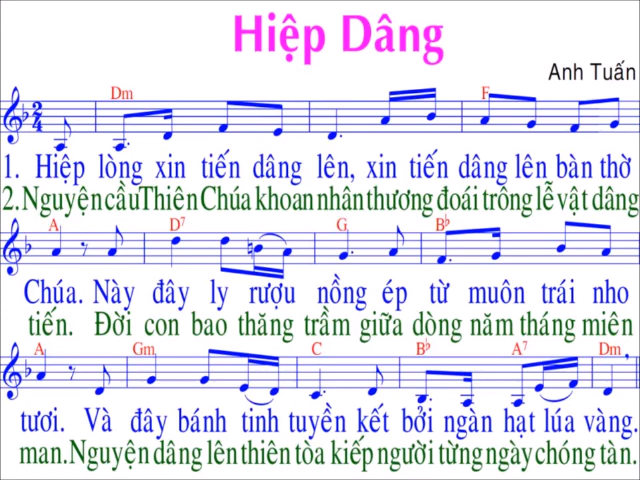 Hiệp Dâng
Anh Tuấn
Dm F
2
4
1. Hiệp lòng xin tiến dâng lên, xin tiến dâng lên bàn thờ
2. Nguyện cầu Thiên Chúa khoan nhân thương đoái trông lễ vật dâng
A D7 G Bb
Chúa. Này đây ly rượu nồng ép từ muôn trái nho
tiến. Đời con bao thăng trầm giữa dòng năm tháng miên
A Gm C Bb A7 Dm
tươi. Và đây bánh tinh tuyền kết bởi ngàn hạt lúa vàng.
man. Nguyện dâng lên thiên tòa kiếp người từng ngày chóng tàn.